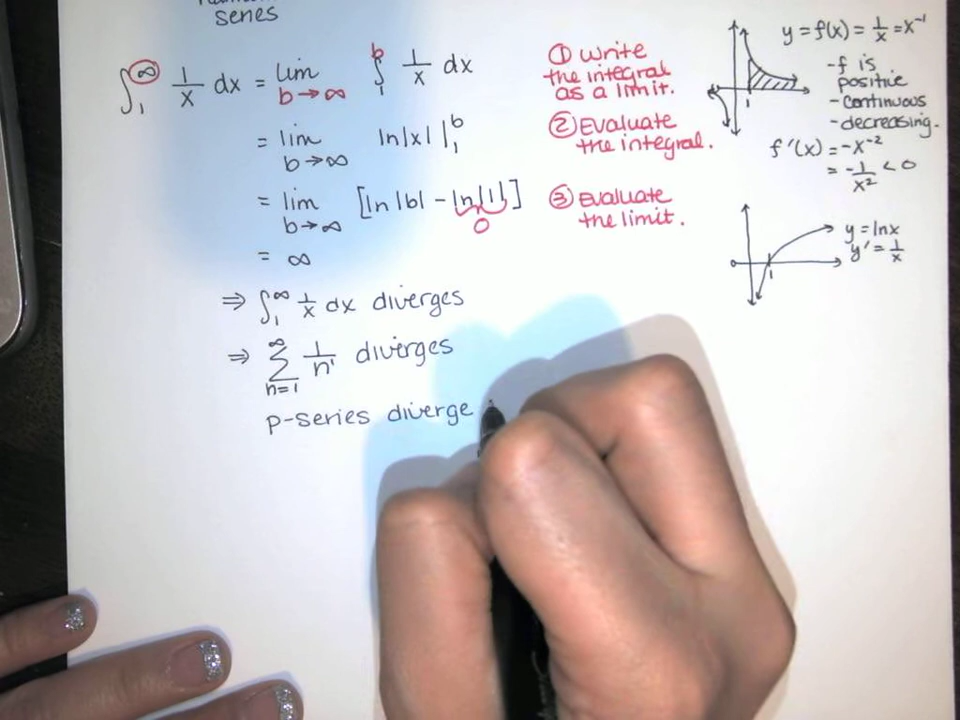 series
∫₁^∞ 1/x dx = lim b→∞ ∫₁^b 1/x dx
= lim b→∞ ln|x| |₁^b
= lim b→∞ [ln|b| - ln|1|]
0
= ∞
⇒ ∫₁^∞ 1/x dx diverges
⇒ ∑ n=1 ^∞ 1/n¹ diverges
p-series diverge
① Write
the integral
as a limit.
② Evaluate
the integral.
③ Evaluate
the limit.
y = f(x) = 1/x = x⁻¹
1
- f is
positive
- continuous
- decreasing.
f'(x) = -x⁻²
= -1/x² < 0
y = lnx
y' = 1/x
1